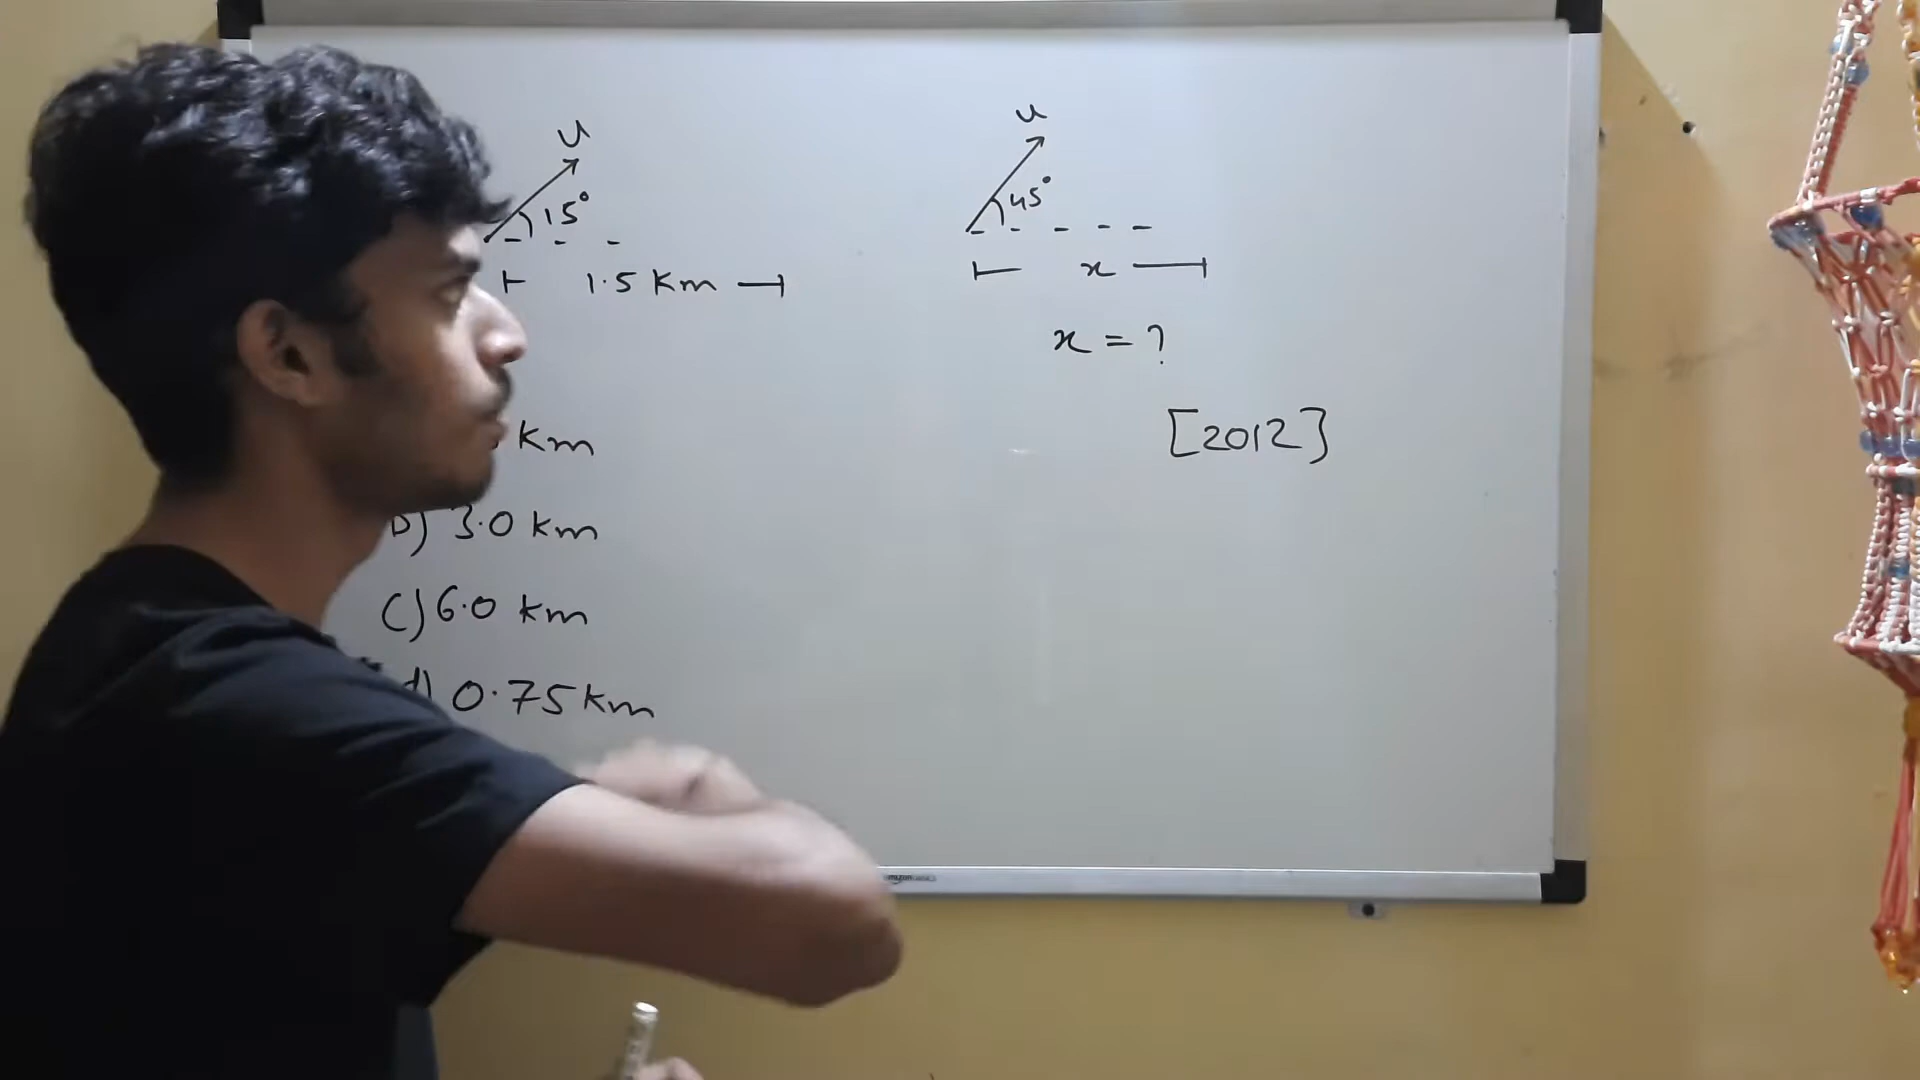 u
15°
1.5 Km
u
45°
x
x = ?
[2012]
Km
b) 3.0 km
C) 6.0 km
d) 0.75 km